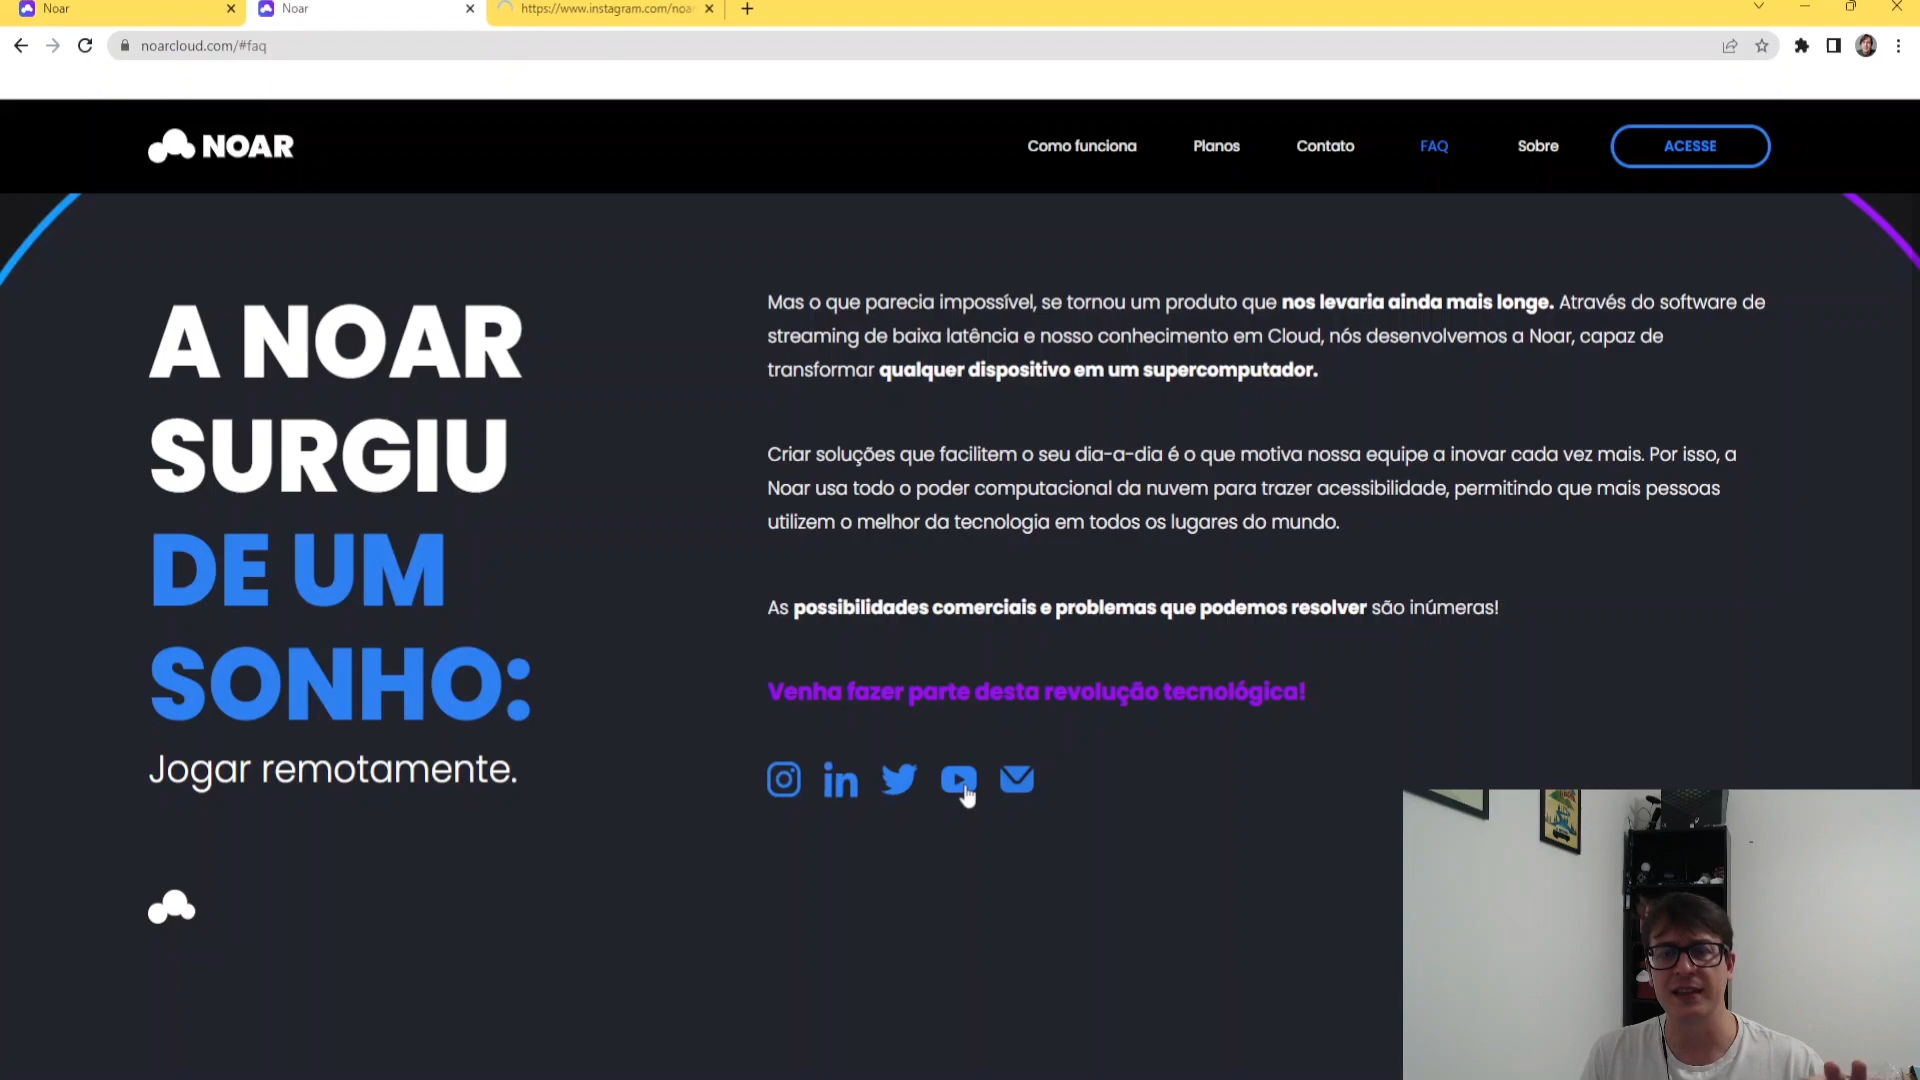 Noar
Noar
https://www.instagram.com/noar
noarcloud.com/#faq
NOAR
Como funciona
Planos
Contato
FAQ
Sobre
ACESSE
A NOAR
SURGIU
DE UM
SONHO:
Jogar remotamente.
Mas o que parecia impossível, se tornou um produto que nos levaria ainda mais longe. Através do software de
streaming de baixa latência e nosso conhecimento em Cloud, nós desenvolvemos a Noar, capaz de
transformar qualquer dispositivo em um supercomputador.
Criar soluções que facilitem o seu dia-a-dia é o que motiva nossa equipe a inovar cada vez mais. Por isso, a
Noar usa todo o poder computacional da nuvem para trazer acessibilidade, permitindo que mais pessoas
utilizem o melhor da tecnologia em todos os lugares do mundo.
As possibilidades comerciais e problemas que podemos resolver são inúmeras!
Venha fazer parte desta revolução tecnológica!
in